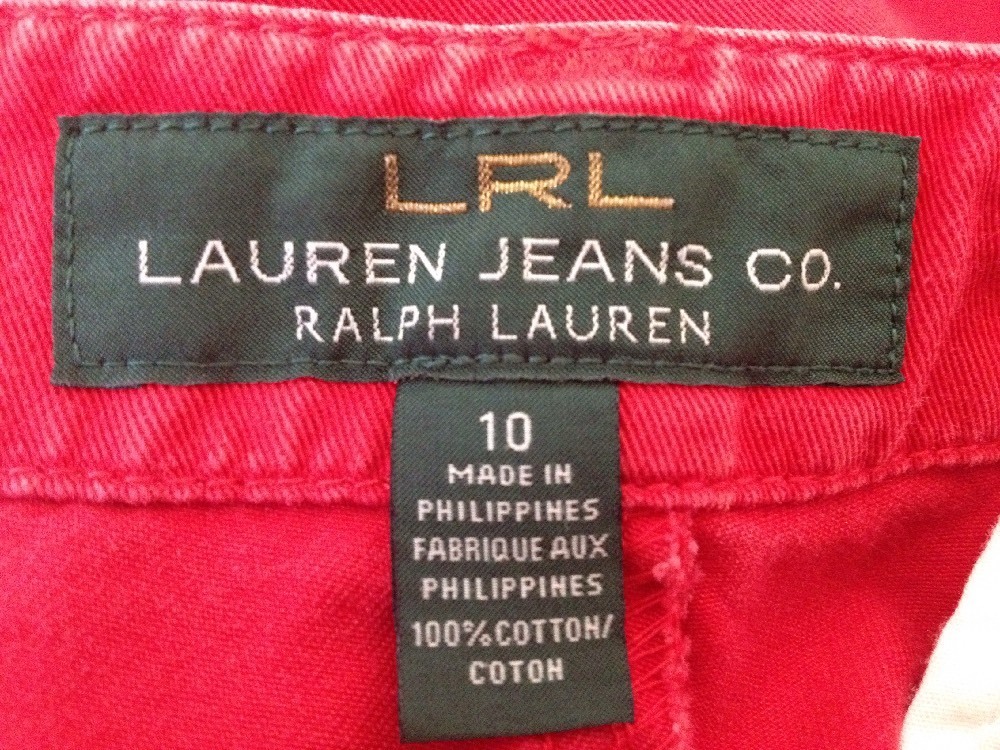 LRL
LAUREN JEANS CO.
RALPH LAUREN
10
MADE IN
PHILIPPINES
FABRIQUE AUX
PHILIPPINES
100% COTTON/
COTON